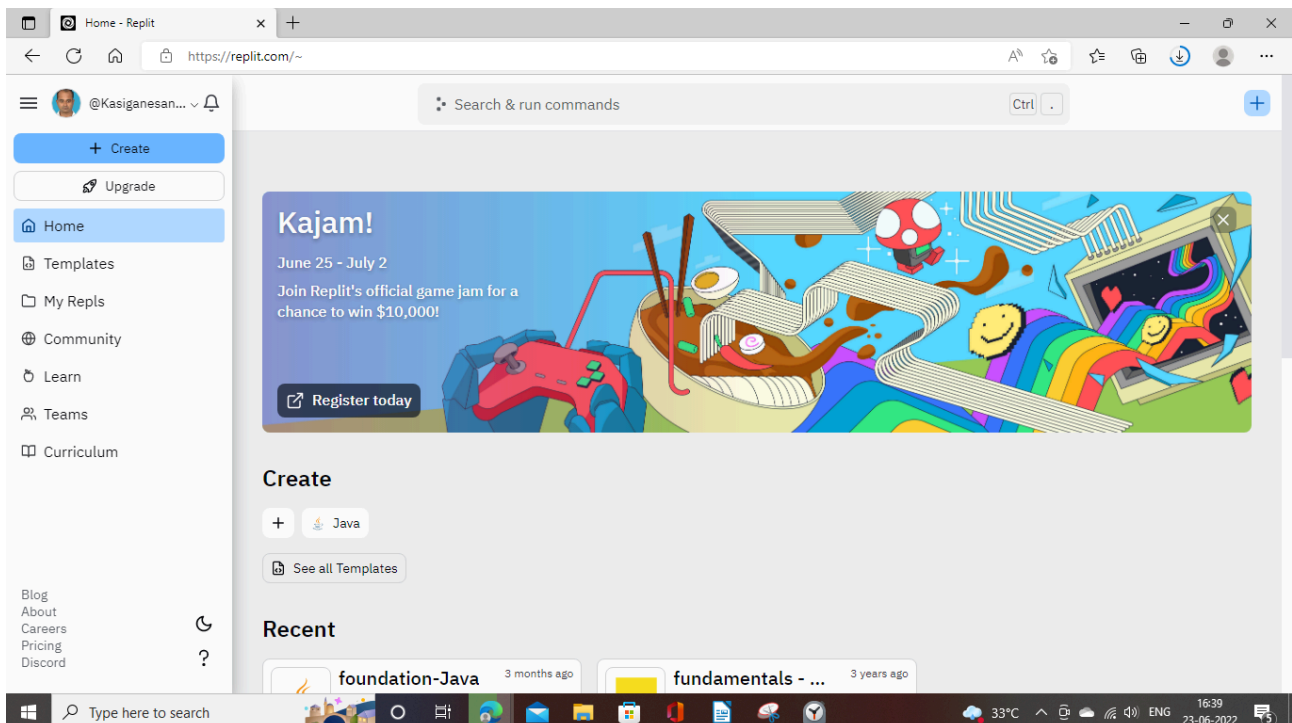 Home - Replit
https://replit.com/~
@Kasiganesan...
Search & run commands
Ctrl .
+ Create
Upgrade
Home
Templates
My Repls
Community
Learn
Teams
Curriculum
Blog
About
Careers
Pricing
Discord
?
Kajam!
June 25 - July 2
Join Replit's official game jam for a
chance to win $10,000!
Register today
Create
+ Java
See all Templates
Recent
foundation-Java 3 months ago
fundamentals - ... 3 years ago
Type here to search
33°C
ENG
16:39
23-06-2022
5